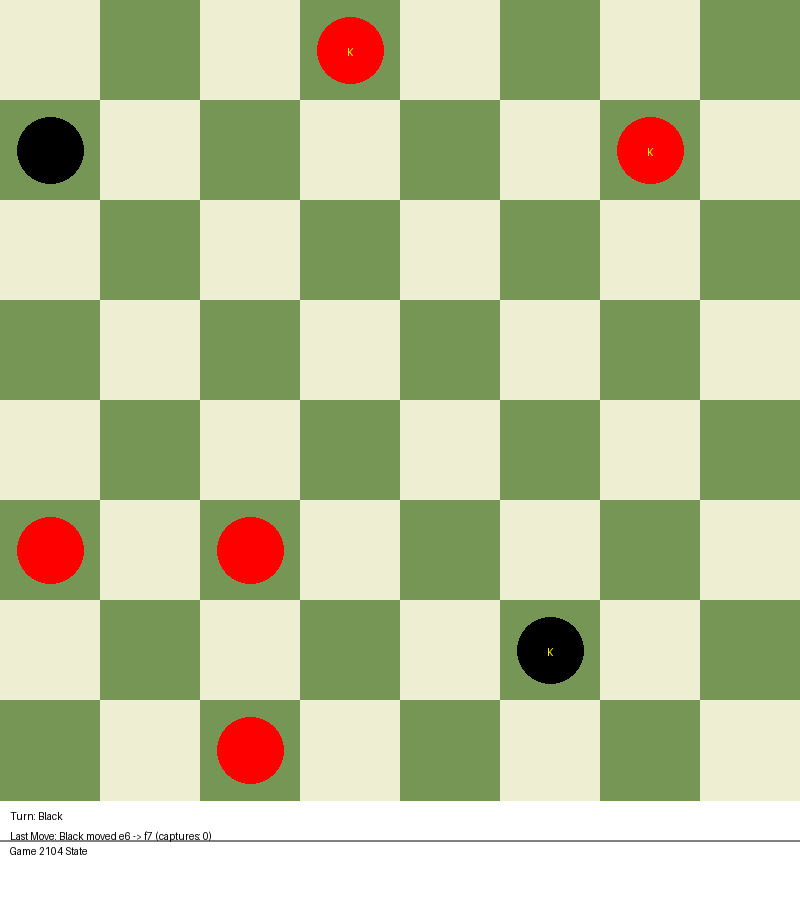 K
K
K
Turn: Black
Last Move: Black moved e6 -> f7 (captures: 0)
Game 2104 State